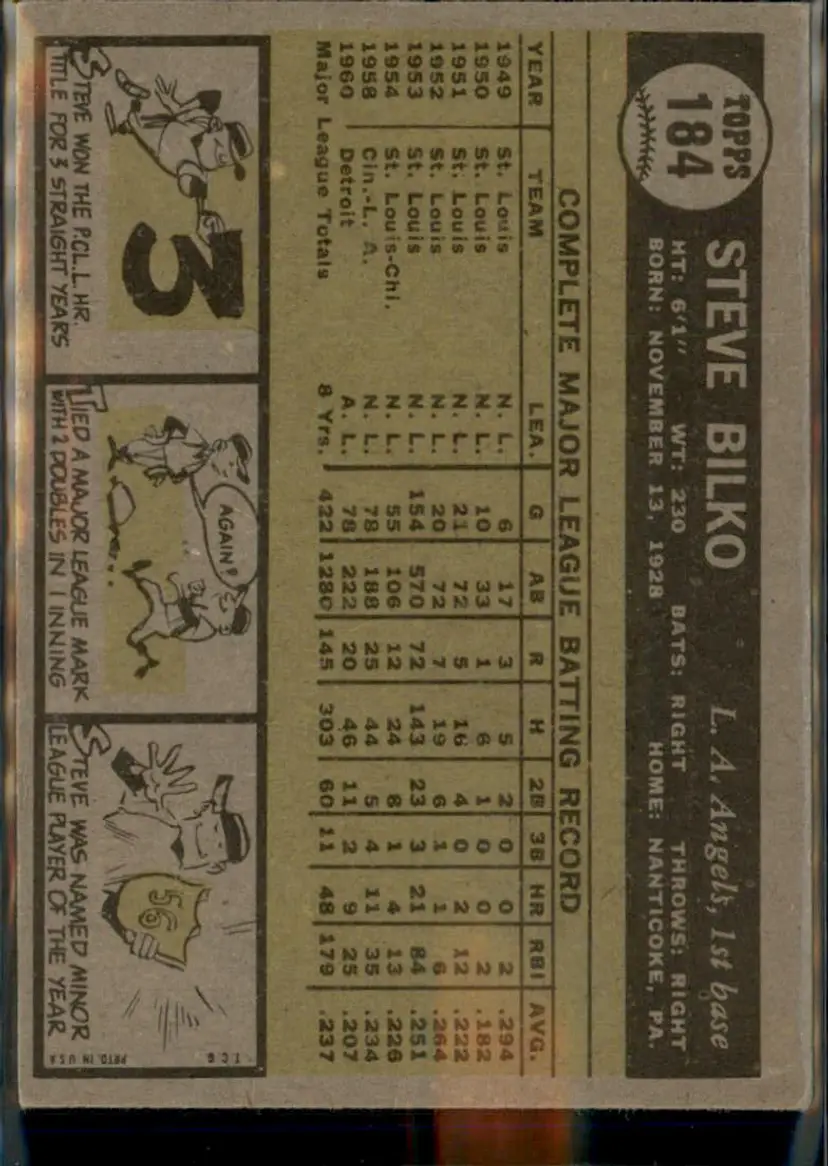 TOPPS
184
STEVE BILKO L. A. Angels, 1st base
HT: 6'1" WT: 230 BATS: RIGHT THROWS: RIGHT
BORN: NOVEMBER 13, 1928 HOME: NANTICOKE, PA.
COMPLETE MAJOR LEAGUE BATTING RECORD
YEAR TEAM LEA. G AB R H 2B 3B HR RBI AVG.
1949 St. Louis N. L. 6 17 3 5 2 0 0 2 .294
1950 St. Louis N. L. 10 33 1 6 1 0 0 2 .182
1951 St. Louis N. L. 21 72 5 16 4 0 2 12 .222
1952 St. Louis N. L. 20 72 7 19 6 1 1 6 .264
1953 St. Louis N. L. 154 570 72 143 23 3 21 84 .251
1954 St. Louis-Chi. N. L. 55 106 12 24 8 1 4 13 .226
1958 Cin.-L. A. N. L. 78 188 25 44 5 4 11 35 .234
1960 Detroit A. L. 78 222 20 46 11 2 9 25 .207
Major League Totals 8 Yrs. 422 1280 145 303 60 11 48 179 .237
3
STEVE WON THE P.C.L. H.R.
TITLE FOR 3 STRAIGHT YEARS
AGAIN?
TIED A MAJOR LEAGUE MARK
WITH 2 DOUBLES IN 1 INNING
56
STEVE WAS NAMED MINOR
LEAGUE PLAYER OF THE YEAR
T.C.G.
PRTD. IN U.S.A.